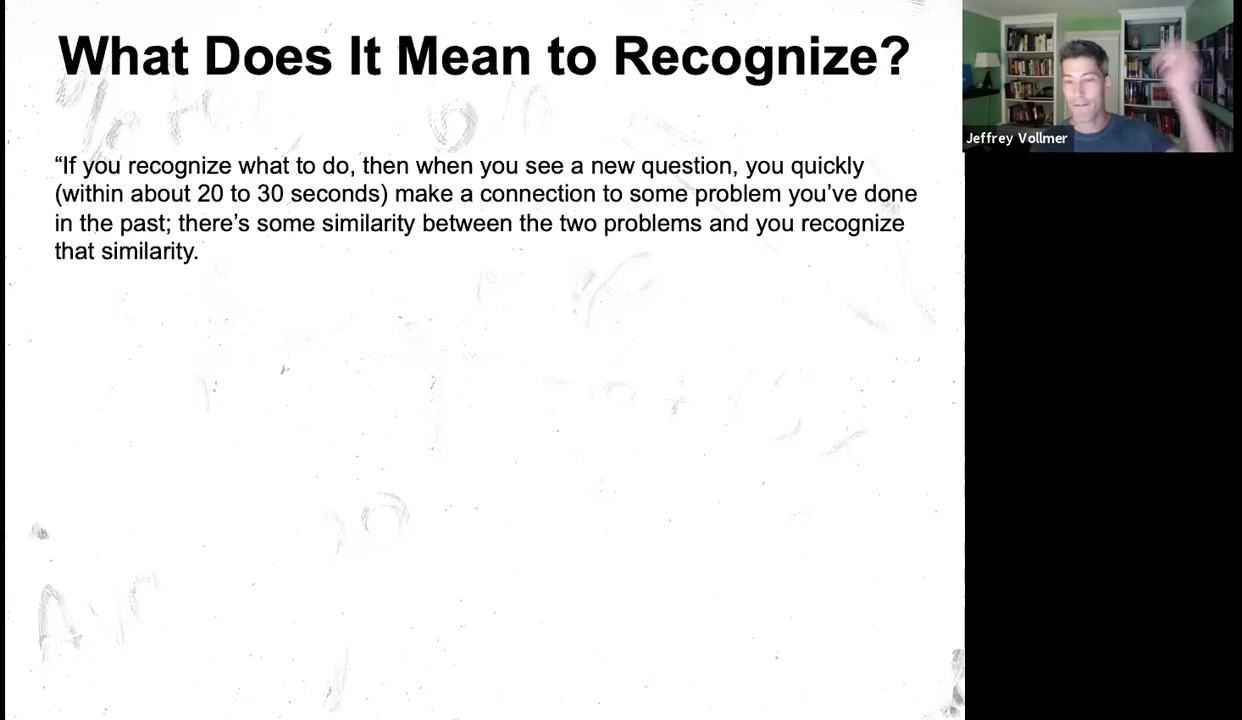 What Does It Mean to Recognize?
Jeffrey Vollmer
“If you recognize what to do, then when you see a new question, you quickly
(within about 20 to 30 seconds) make a connection to some problem you’ve done
in the past; there’s some similarity between the two problems and you recognize
that similarity.